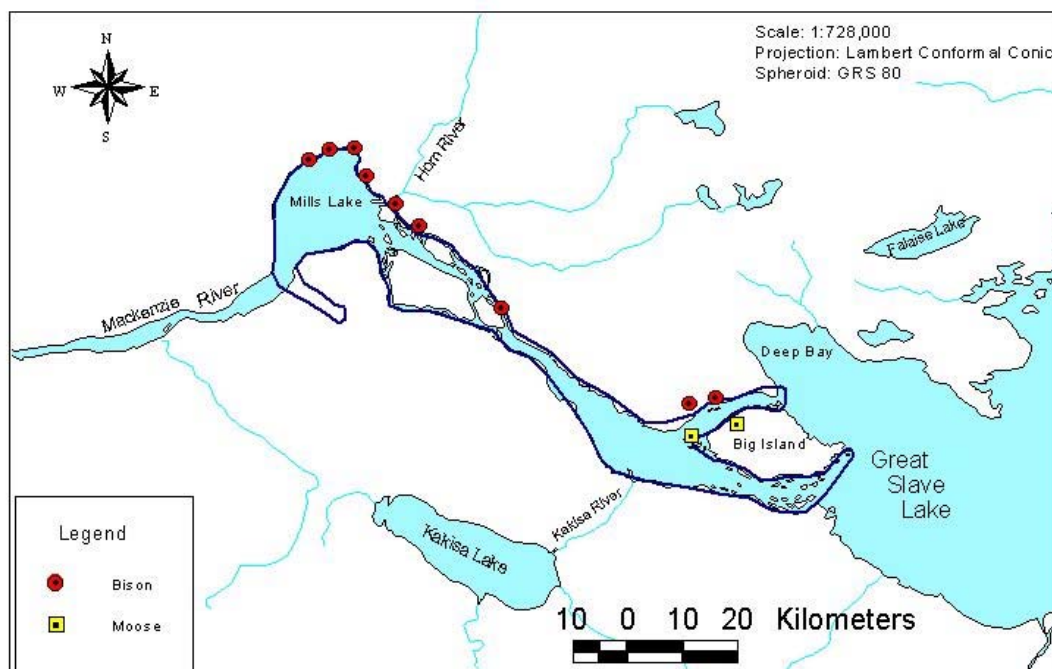 Scale: 1:728,000
Projection: Lambert Conformal Conic
Spheroid: GRS 80
N
W
E
S
Horn River
Mills Lake
Falaise Lake
Mackenzie River
Deep Bay
Big Island
Great
Slave
Lake
Kakisa River
Kakisa Lake
Legend
Bison
Moose
10 0 10 20 Kilometers